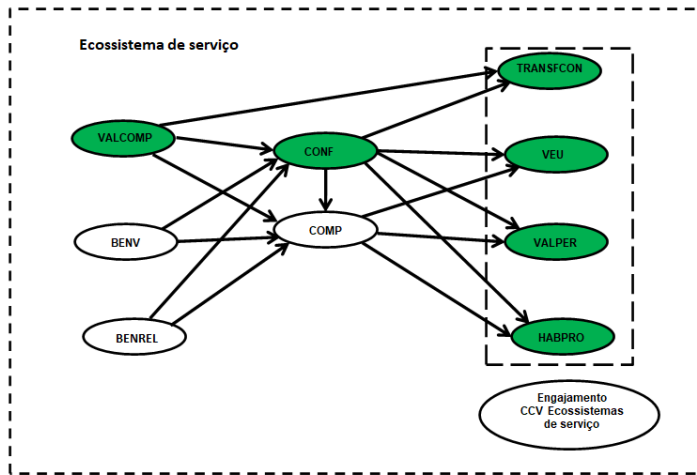 Ecossistema de serviço
TRANSFCON
VALCOMP
CONF
VEU
BENV
COMP
VALPER
BENREL
HABPRO
Engajamento
CCV Ecossistemas
de serviço